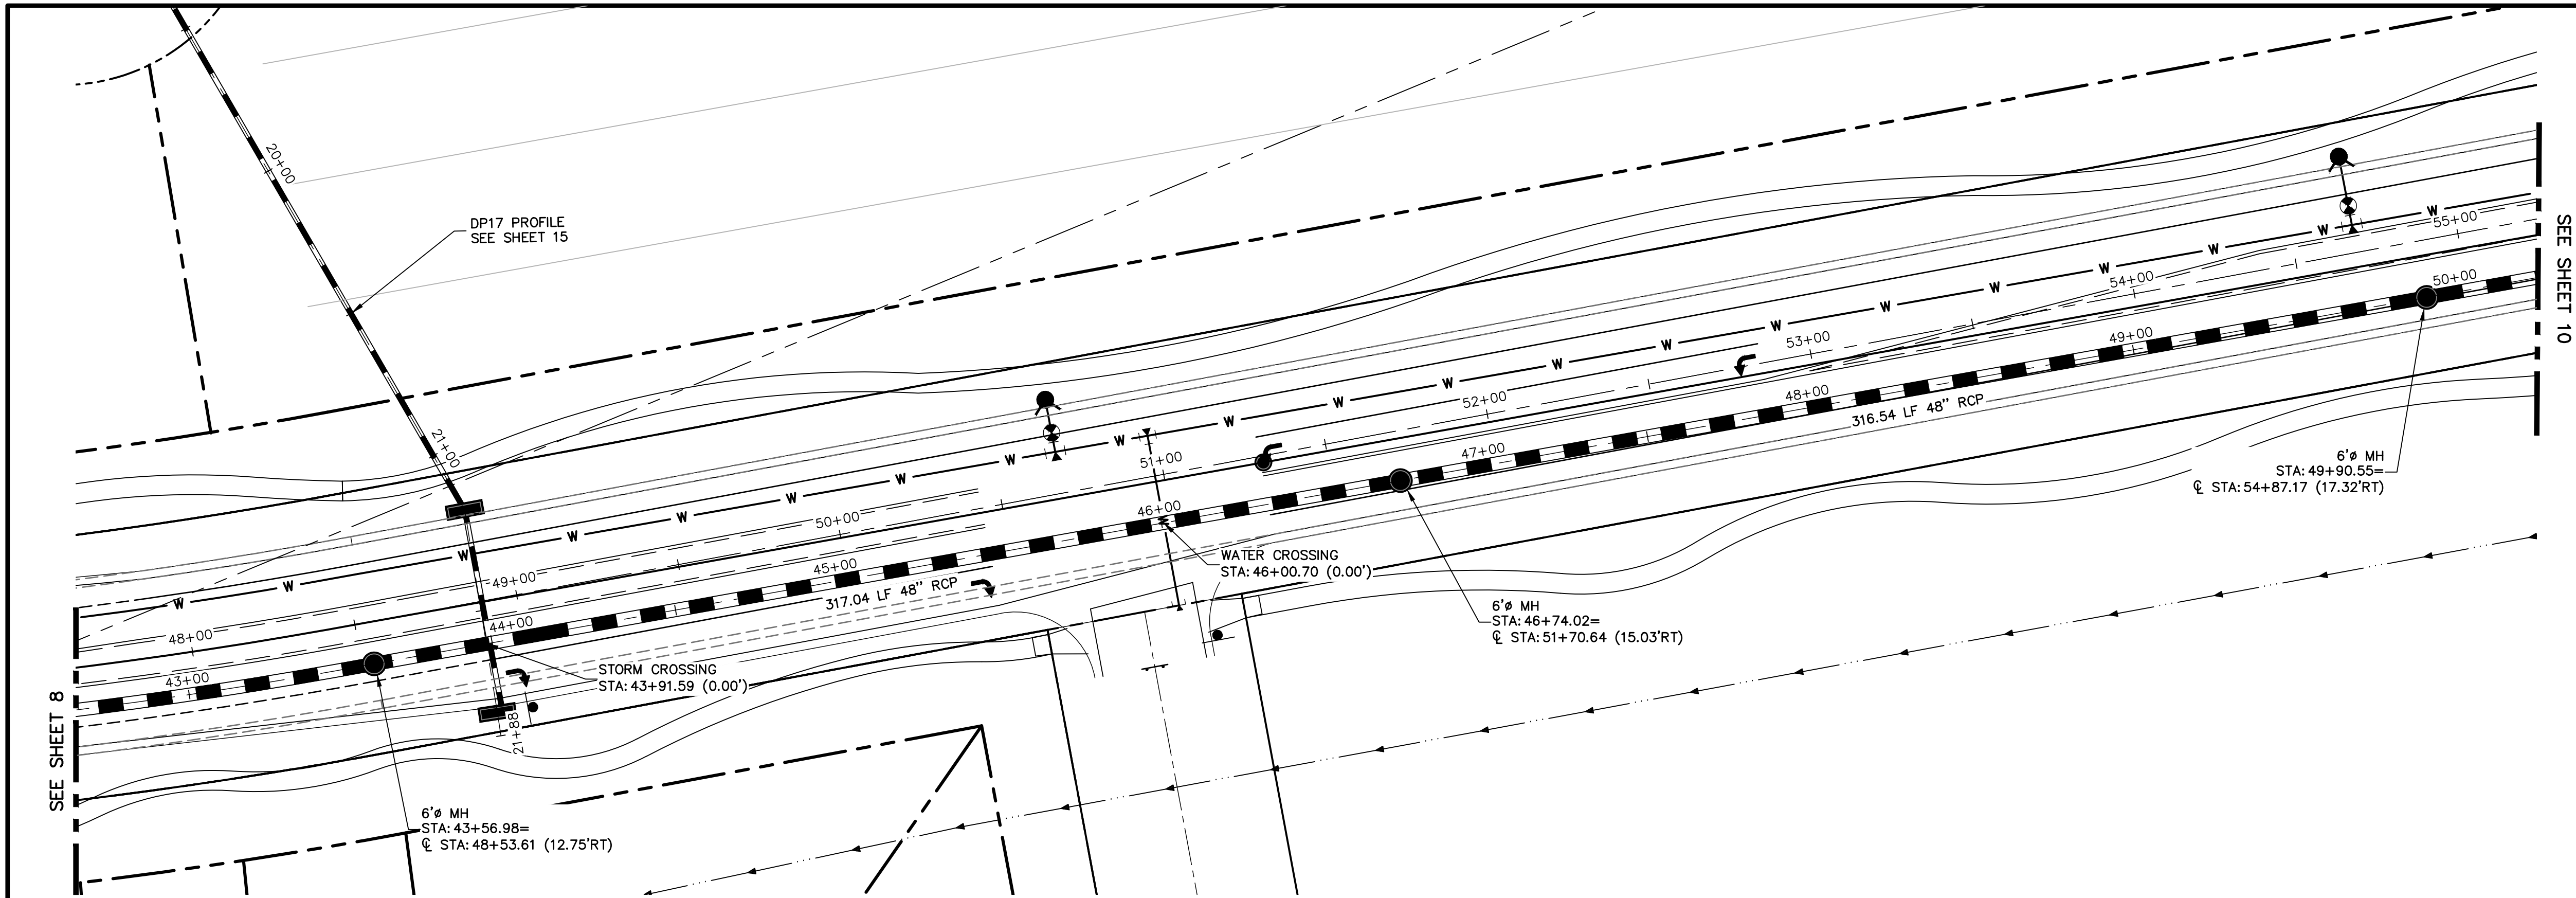 20+00
DP17 PROFILE
SEE SHEET 15
21+00
SEE SHEET 8
SEE SHEET 10
W W W W W W W W W W W W W W W W W W W W W W
48+00
49+00
50+00
51+00
52+00
53+00
54+00
55+00
43+00
44+00
45+00
46+00
47+00
48+00
49+00
50+00
317.04 LF 48" RCP
316.54 LF 48" RCP
WATER CROSSING
STA: 46+00.70 (0.00')
STORM CROSSING
STA: 43+91.59 (0.00')
21+88
6'ø MH
STA: 43+56.98=
℄ STA: 48+53.61 (12.75'RT)
6'ø MH
STA: 46+74.02=
℄ STA: 51+70.64 (15.03'RT)
6'ø MH
STA: 49+90.55=
℄ STA: 54+87.17 (17.32'RT)